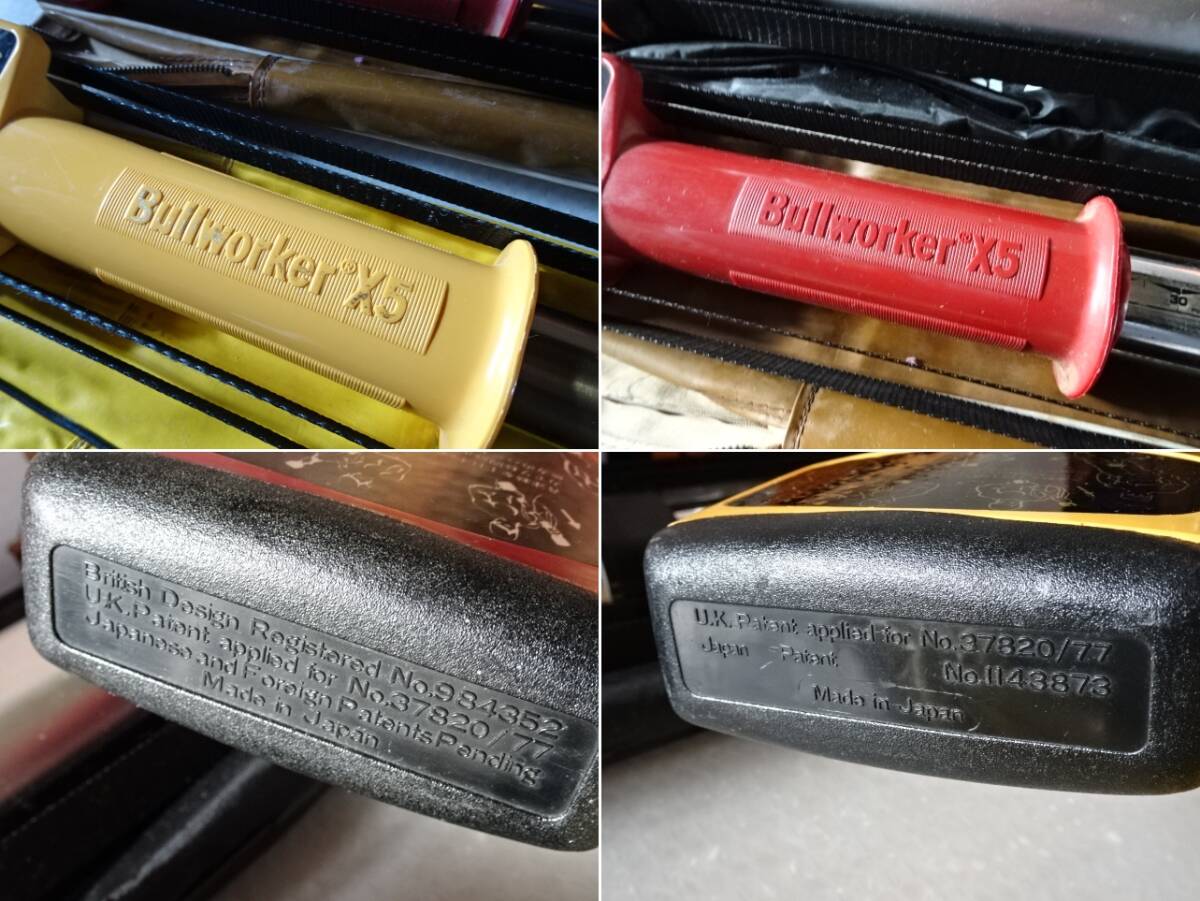 Bullworker® X5
Bullworker® X5
30
British Design Registered No.984352
U.K.Patent applied for No.37820/77
Japanese and Foreign Patents Pending
Made in Japan
U.K. Patent applied for No.37820/77
Japan Patent No.1143873
Made in Japan